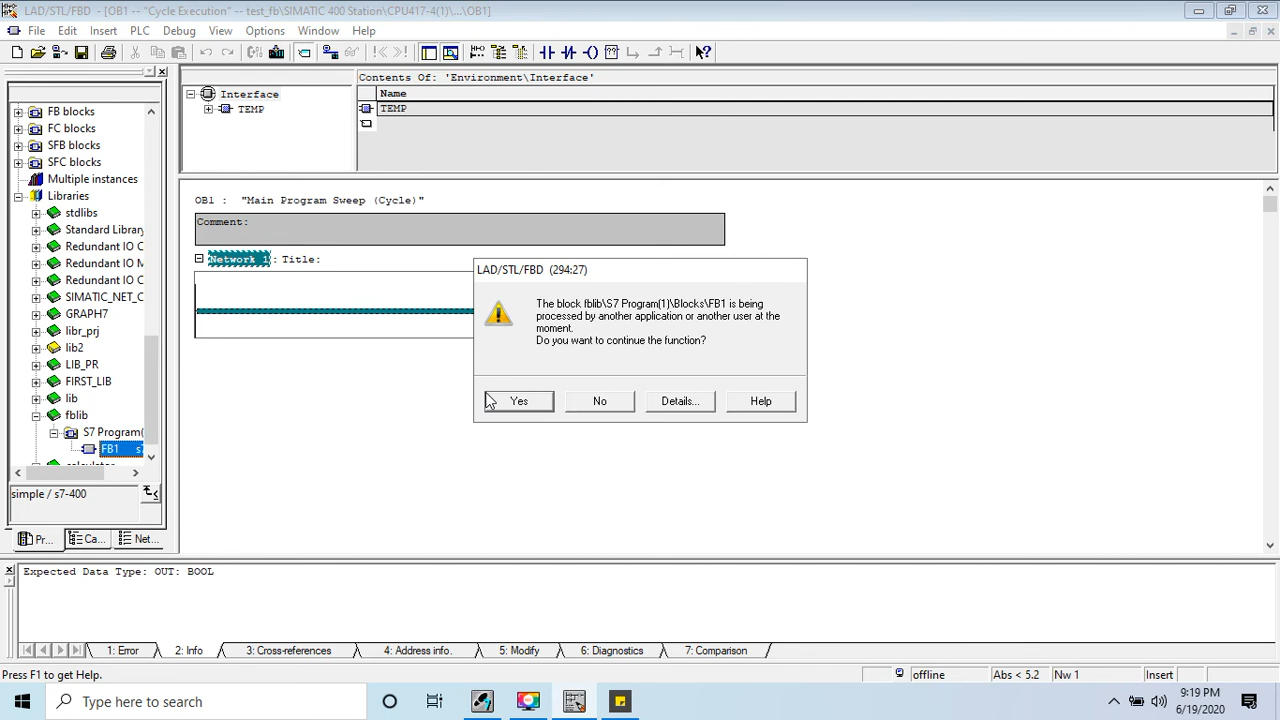 LAD/STL/FBD - [OB1 -- "Cycle Execution" -- test_fb\SIMATIC 400 Station\CPU417-4(1)\...\OB1]
File Edit Insert PLC Debug View Options Window Help
Contents Of: 'Environment\Interface'
Interface
TEMP
Name
TEMP
FB blocks
FC blocks
SFB blocks
SFC blocks
Multiple instances
Libraries
stdlibs
Standard Library
Redundant IO C
Redundant IO M
Redundant IO C
SIMATIC_NET_C
GRAPH7
libr_prj
lib2
LIB_PR
FIRST_LIB
lib
fblib
S7 Program(
FB1 s
simple / s7-400
Pr... Ca... Net...
OB1 : "Main Program Sweep (Cycle)"
Comment:
Network 1: Title:
LAD/STL/FBD (294:27)
The block fblib\S7 Program(1)\Blocks\FB1 is being
processed by another application or another user at the
moment.
Do you want to continue the function?
Yes No Details... Help
Expected Data Type: OUT: BOOL
1: Error 2: Info 3: Cross-references 4: Address info. 5: Modify 6: Diagnostics 7: Comparison
Press F1 to get Help. offline Abs < 5.2 Nw 1 Insert
Type here to search
9:19 PM
6/19/2020